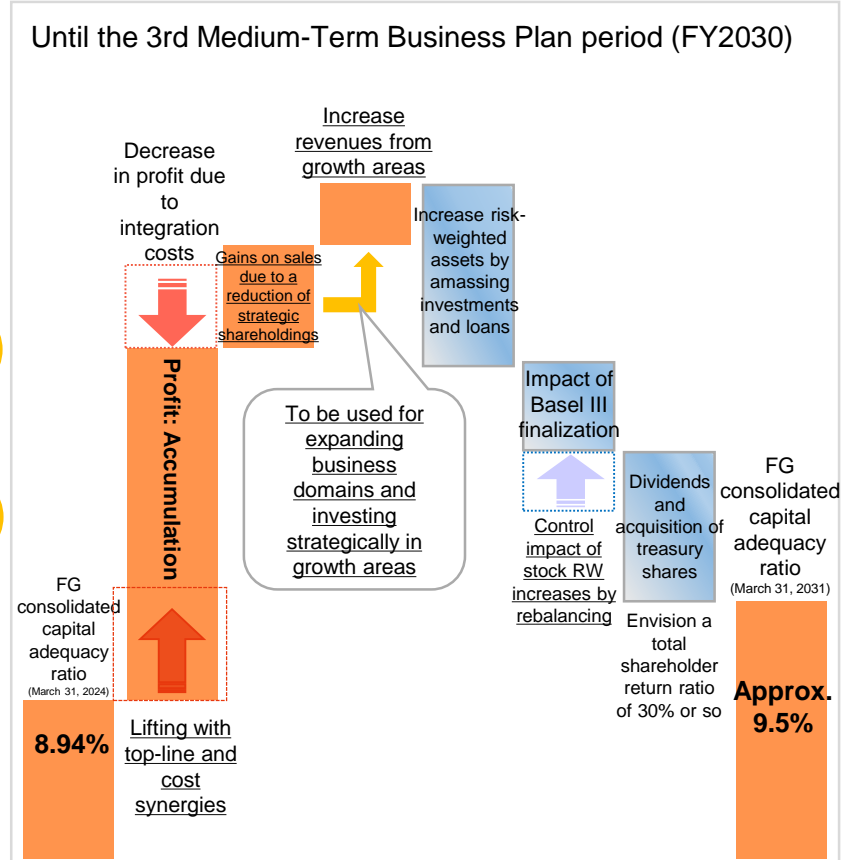 Until the 3rd Medium-Term Business Plan period (FY2030)
Decrease
in profit due
to
integration
costs
Increase
revenues from
growth areas
Gains on sales
due to a
reduction of
strategic
shareholdings
Increase risk-
weighted
assets by
amassing
investments
and loans
Profit: Accumulation
To be used for
expanding
business
domains and
investing
strategically in
growth areas
Impact of
Basel III
finalization
Control
impact of
stock RW
increases by
rebalancing
Dividends
and
acquisition of
treasury
shares
Envision a
total
shareholder
return ratio
of 30% or so
FG
consolidated
capital
adequacy
ratio
(March 31, 2031)
Approx.
9.5%
FG
consolidated
capital
adequacy
ratio
(March 31, 2024)
8.94%
Lifting with
top-line and
cost
synergies